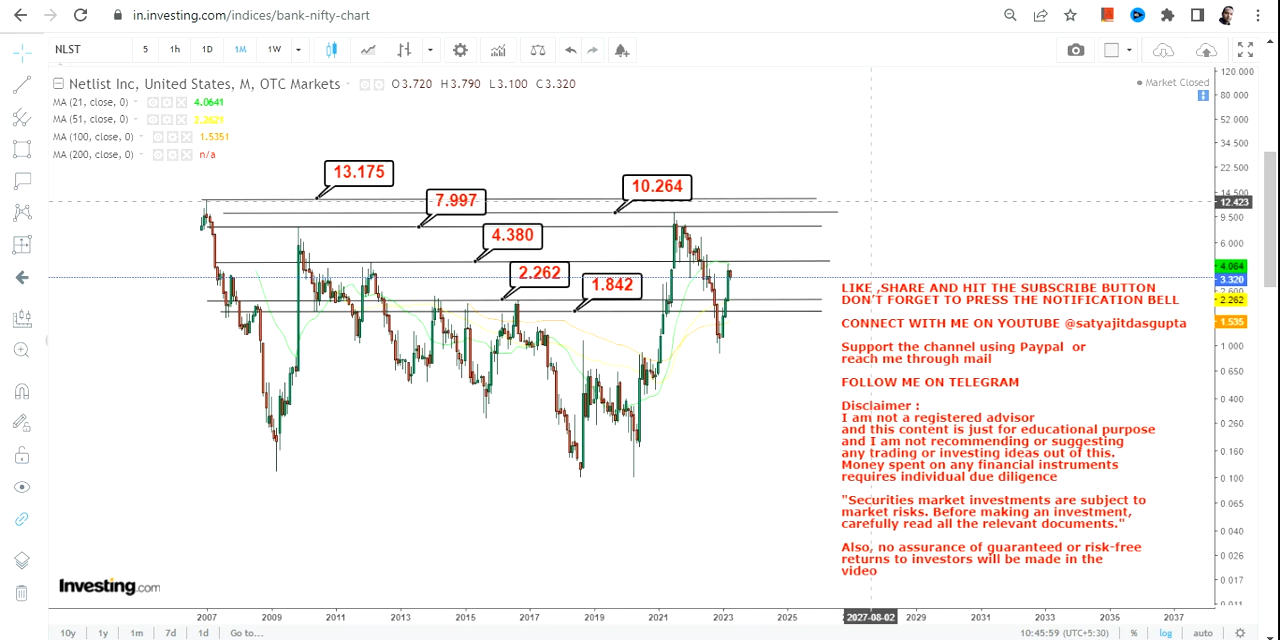 in.investing.com/indices/bank-nifty-chart
NLST 5 1h 1D 1M 1W
Netlist Inc, United States, M, OTC Markets O3.720 H3.790 L3.100 C3.320
Market Closed
MA (21, close, 0) 4.0641
MA (51, close, 0)
MA (100, close, 0) 1.5351
MA (200, close, 0) n/a
120.000
80.000
52.000
34.500
22.500
14.500
12.423
9.500
6.000
4.064
3.320
2.600
2.262
1.535
1.000
0.650
0.400
0.260
0.160
0.100
0.065
0.040
0.026
0.017
0.011
13.175
7.997
10.264
4.380
2.262
1.842
LIKE ,SHARE AND HIT THE SUBSCRIBE BUTTON
DON'T FORGET TO PRESS THE NOTIFICATION BELL
CONNECT WITH ME ON YOUTUBE @satyajitdasgupta
Support the channel using Paypal or
reach me through mail
FOLLOW ME ON TELEGRAM
Disclaimer :
I am not a registered advisor
and this content is just for educational purpose
and I am not recommending or suggesting
any trading or investing ideas out of this.
Money spent on any financial instruments
requires individual due diligence
"Securities market investments are subject to
market risks. Before making an investment,
carefully read all the relevant documents."
Also, no assurance of guaranteed or risk-free
returns to investors will be made in the
video
Investing.com
2007 2009 2011 2013 2015 2017 2019 2021 2023 2025 2027-08-02 2029 2031 2033 2035 2037
10y 1y 1m 7d 1d Go to... 10:45:59 (UTC+5:30) % log auto